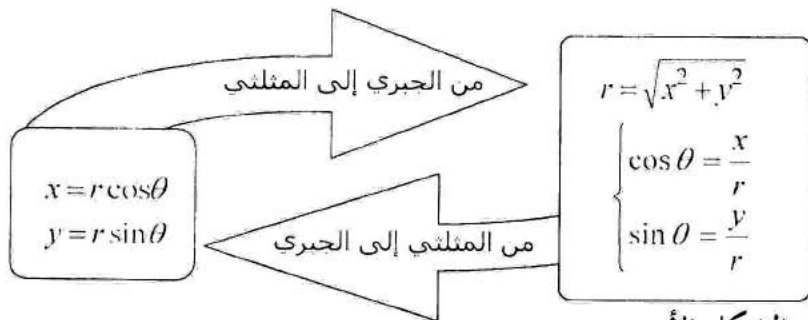 من الجبري إلى المثلثي
r = √(x² + y²)
cos θ = x/r
sin θ = y/r
x = r cosθ
y = r sinθ
من المثلثي إلى الجبري